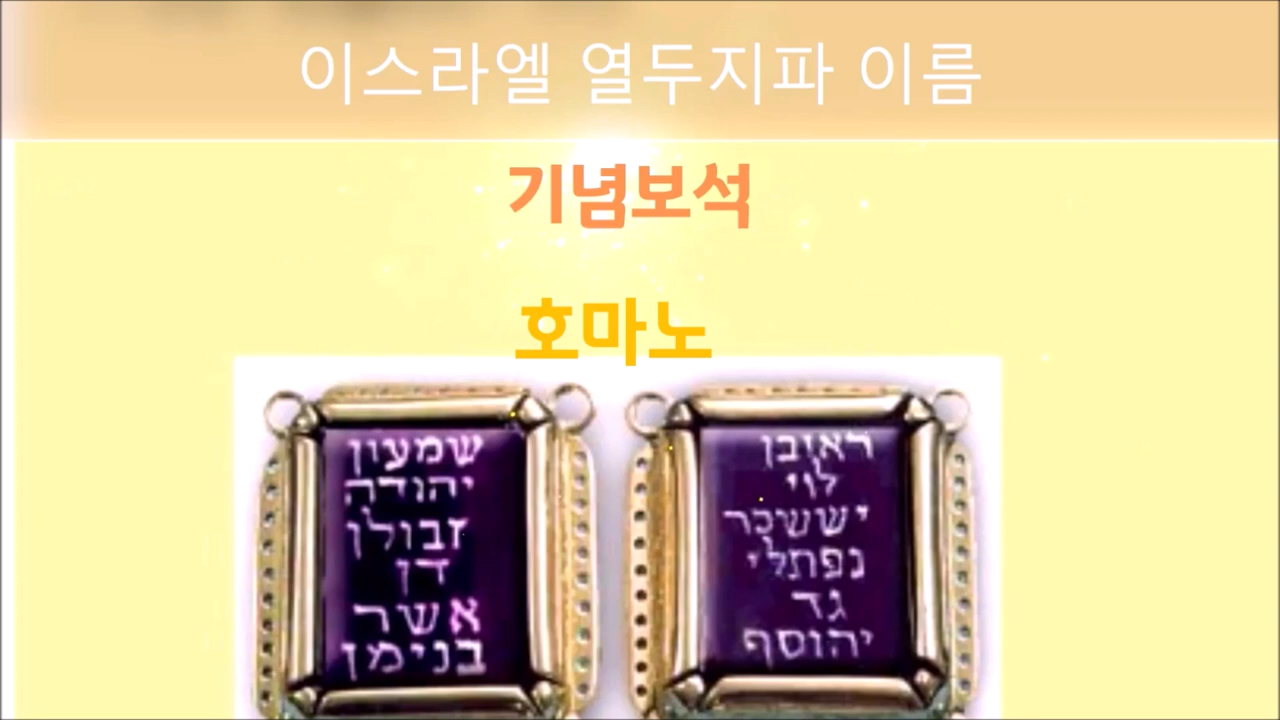 이스라엘 열두지파 이름
기념보석
호마노
שמעון
יהודה
זבולן
דן
אשר
בנימן
ראובן
לוי
יששכר
נפתלי
גד
יהוסף